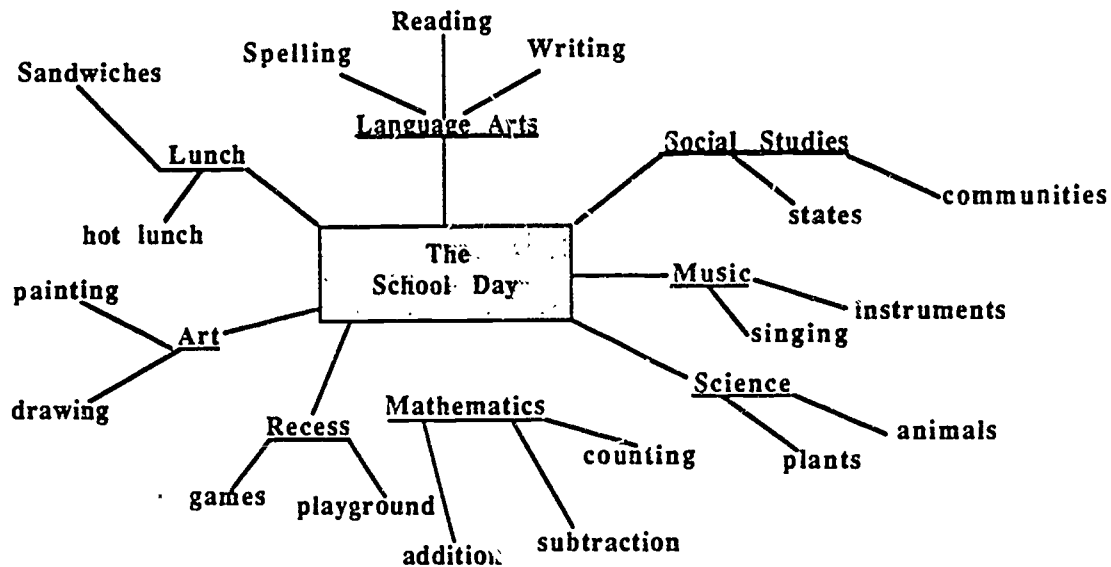 Reading
Spelling
Writing
Sandwiches
Language Arts
Lunch
Social Studies
communities
states
hot lunch
The
School Day
painting
Music
instruments
singing
Art
drawing
Science
Mathematics
Recess
animals
plants
counting
games
playground
addition
subtraction